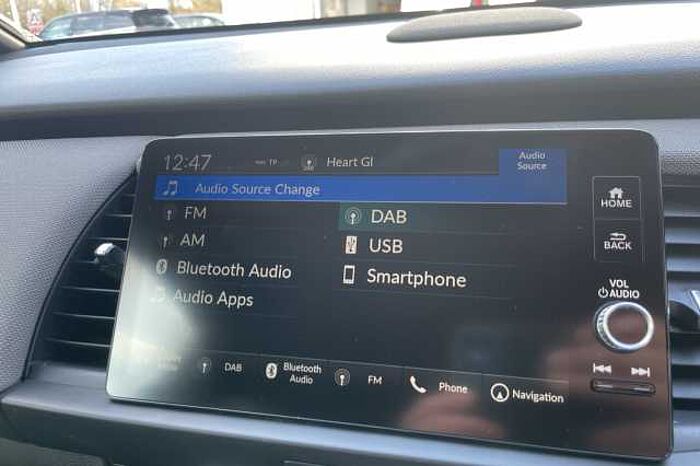 12:47 TP Heart Gl Audio Source
Audio Source Change
FM DAB
AM USB
Bluetooth Audio Smartphone
Audio Apps
DAB Bluetooth Audio FM Phone Navigation
HOME
BACK
VOL
AUDIO